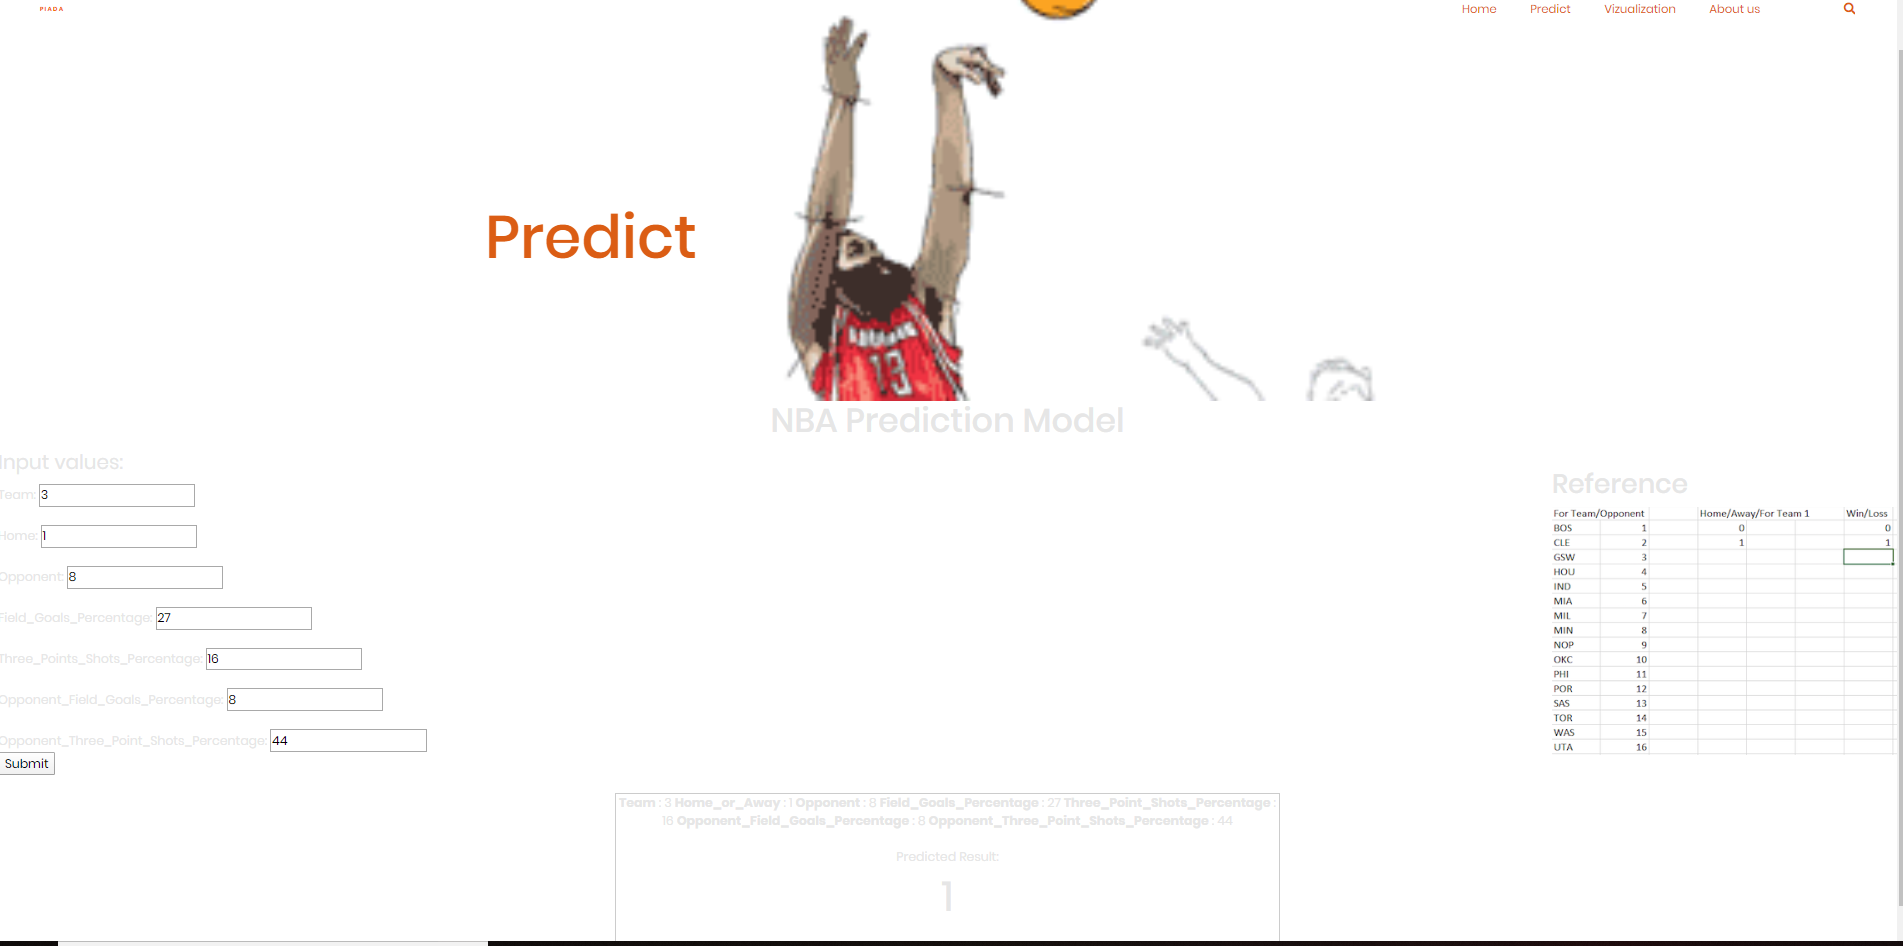 PIADA
Home Predict Vizualization About us
Predict
13
NBA Prediction Model
Input values:
Team: 3
Home: 1
Opponent: 8
Field_Goals_Percentage: 27
Three_Points_Shots_Percentage: 16
Opponent_Field_Goals_Percentage: 8
Opponent_Three_Point_Shots_Percentage: 44
Submit
Reference
For Team/Opponent Home/Away/For Team 1 Win/Loss
BOS 1 0 0
CLE 2 1 1
GSW 3
HOU 4
IND 5
MIA 6
MIL 7
MIN 8
NOP 9
OKC 10
PHI 11
POR 12
SAS 13
TOR 14
WAS 15
UTA 16
Team : 3 Home_or_Away : 1 Opponent : 8 Field_Goals_Percentage : 27 Three_Point_Shots_Percentage :
16 Opponent_Field_Goals_Percentage : 8 Opponent_Three_Point_Shots_Percentage : 44
Predicted Result:
1